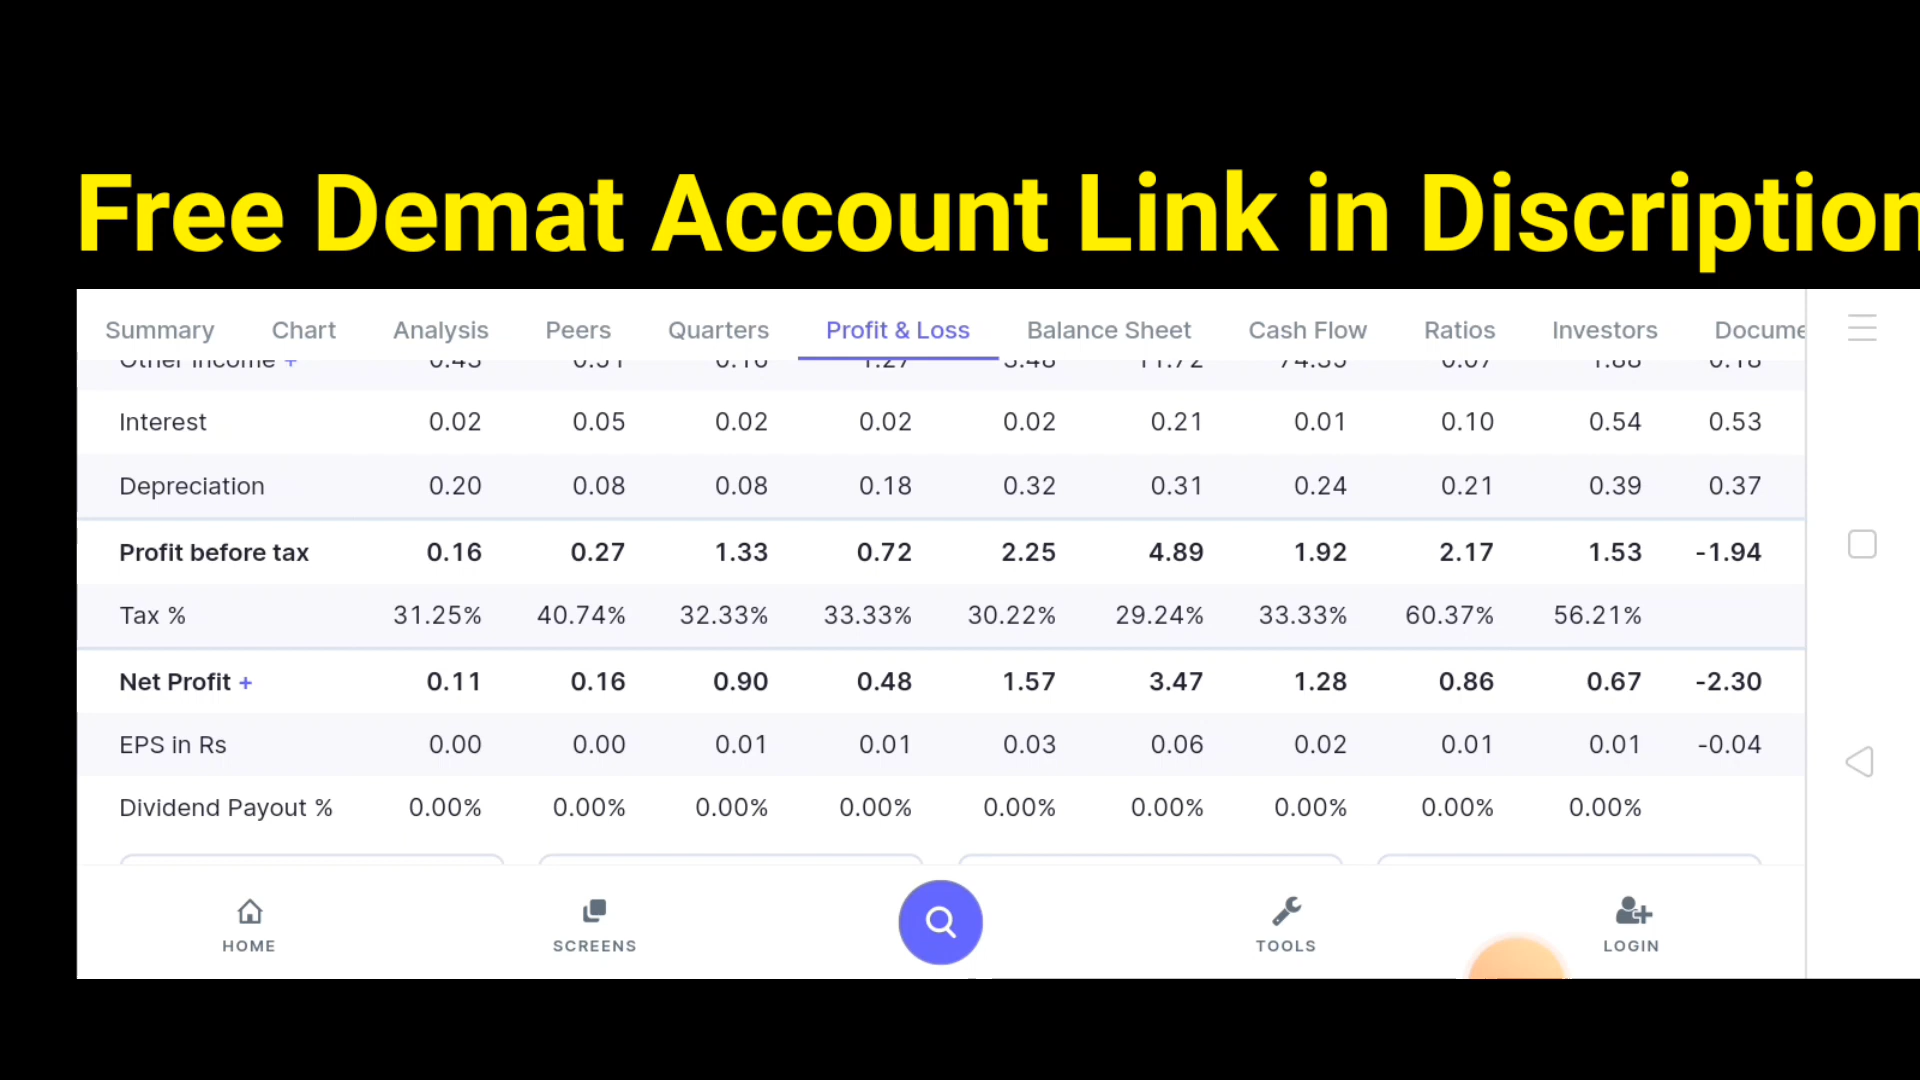 Free Demat Account Link in Discription
Summary Chart Analysis Peers Quarters Profit & Loss Balance Sheet Cash Flow Ratios Investors Docume
Other Income +
Interest 0.02 0.05 0.02 0.02 0.02 0.21 0.01 0.10 0.54 0.53
Depreciation 0.20 0.08 0.08 0.18 0.32 0.31 0.24 0.21 0.39 0.37
Profit before tax 0.16 0.27 1.33 0.72 2.25 4.89 1.92 2.17 1.53 -1.94
Tax % 31.25% 40.74% 32.33% 33.33% 30.22% 29.24% 33.33% 60.37% 56.21%
Net Profit + 0.11 0.16 0.90 0.48 1.57 3.47 1.28 0.86 0.67 -2.30
EPS in Rs 0.00 0.00 0.01 0.01 0.03 0.06 0.02 0.01 0.01 -0.04
Dividend Payout % 0.00% 0.00% 0.00% 0.00% 0.00% 0.00% 0.00% 0.00% 0.00%
HOME SCREENS TOOLS LOGIN